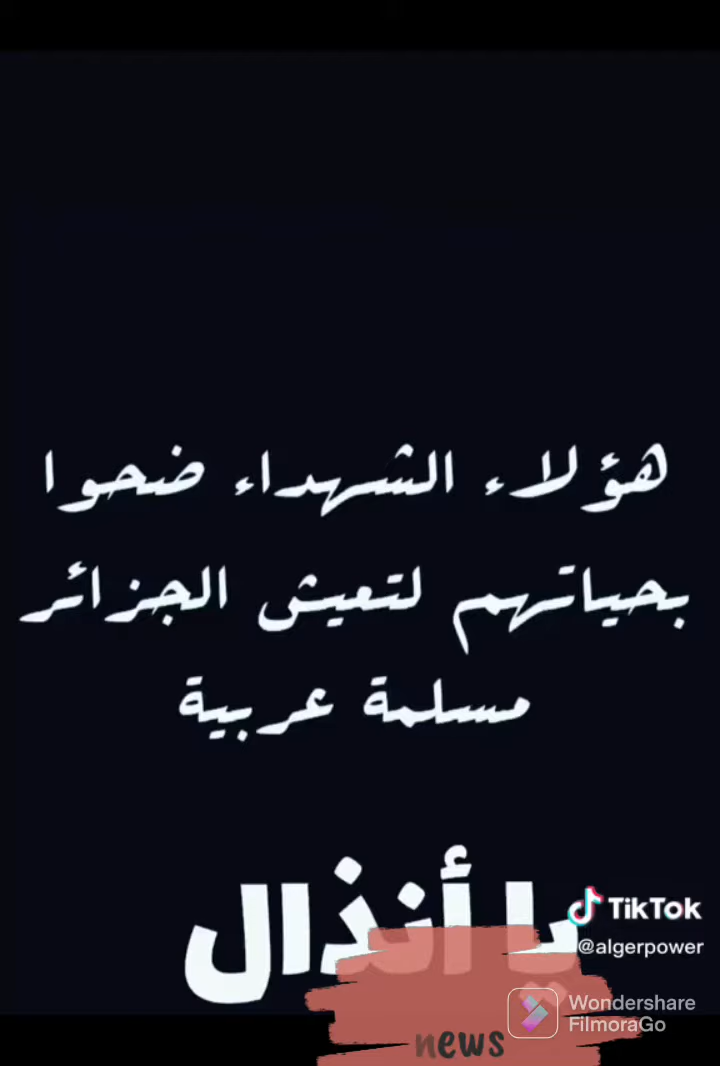 هؤلاء الشهداء ضحوا
بحياتهم لتعيش الجزائر
مسلمة عربية
يا أنذال
TikTok
@algerpower
Wondershare
FilmoraGo
news